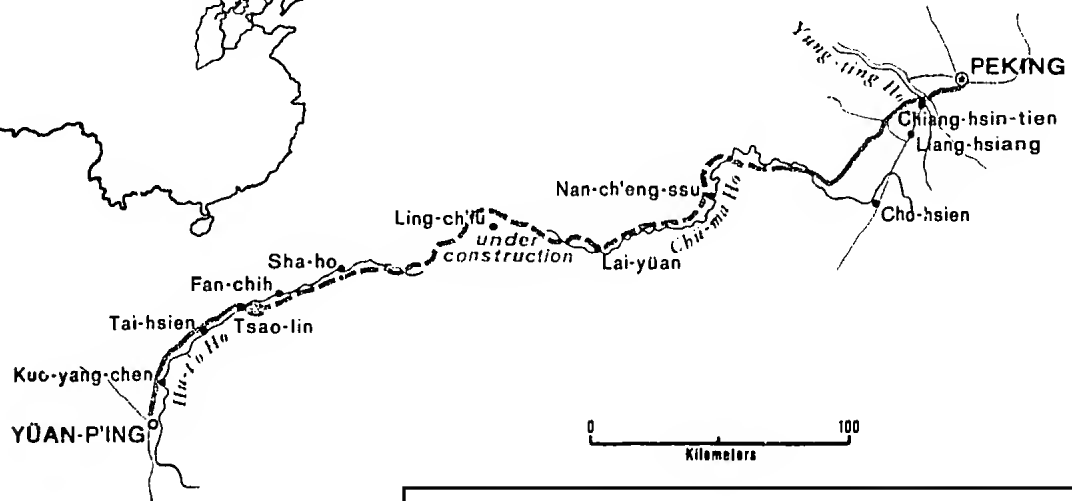 Yung-ting Ho
PEKING
Chiang-hsin-tien
Liang-hsiang
Nan-ch'eng-ssu
Chü-ma Ho
Cho-hsien
Ling-ch'iu
under
construction
Lai-yüan
Sha-ho
Fan-chih
Tai-hsien
Tsao-lin
Hu-t'o Ho
Kuo-yang-chen
YÜAN-P'ING
0 100
Kilometers